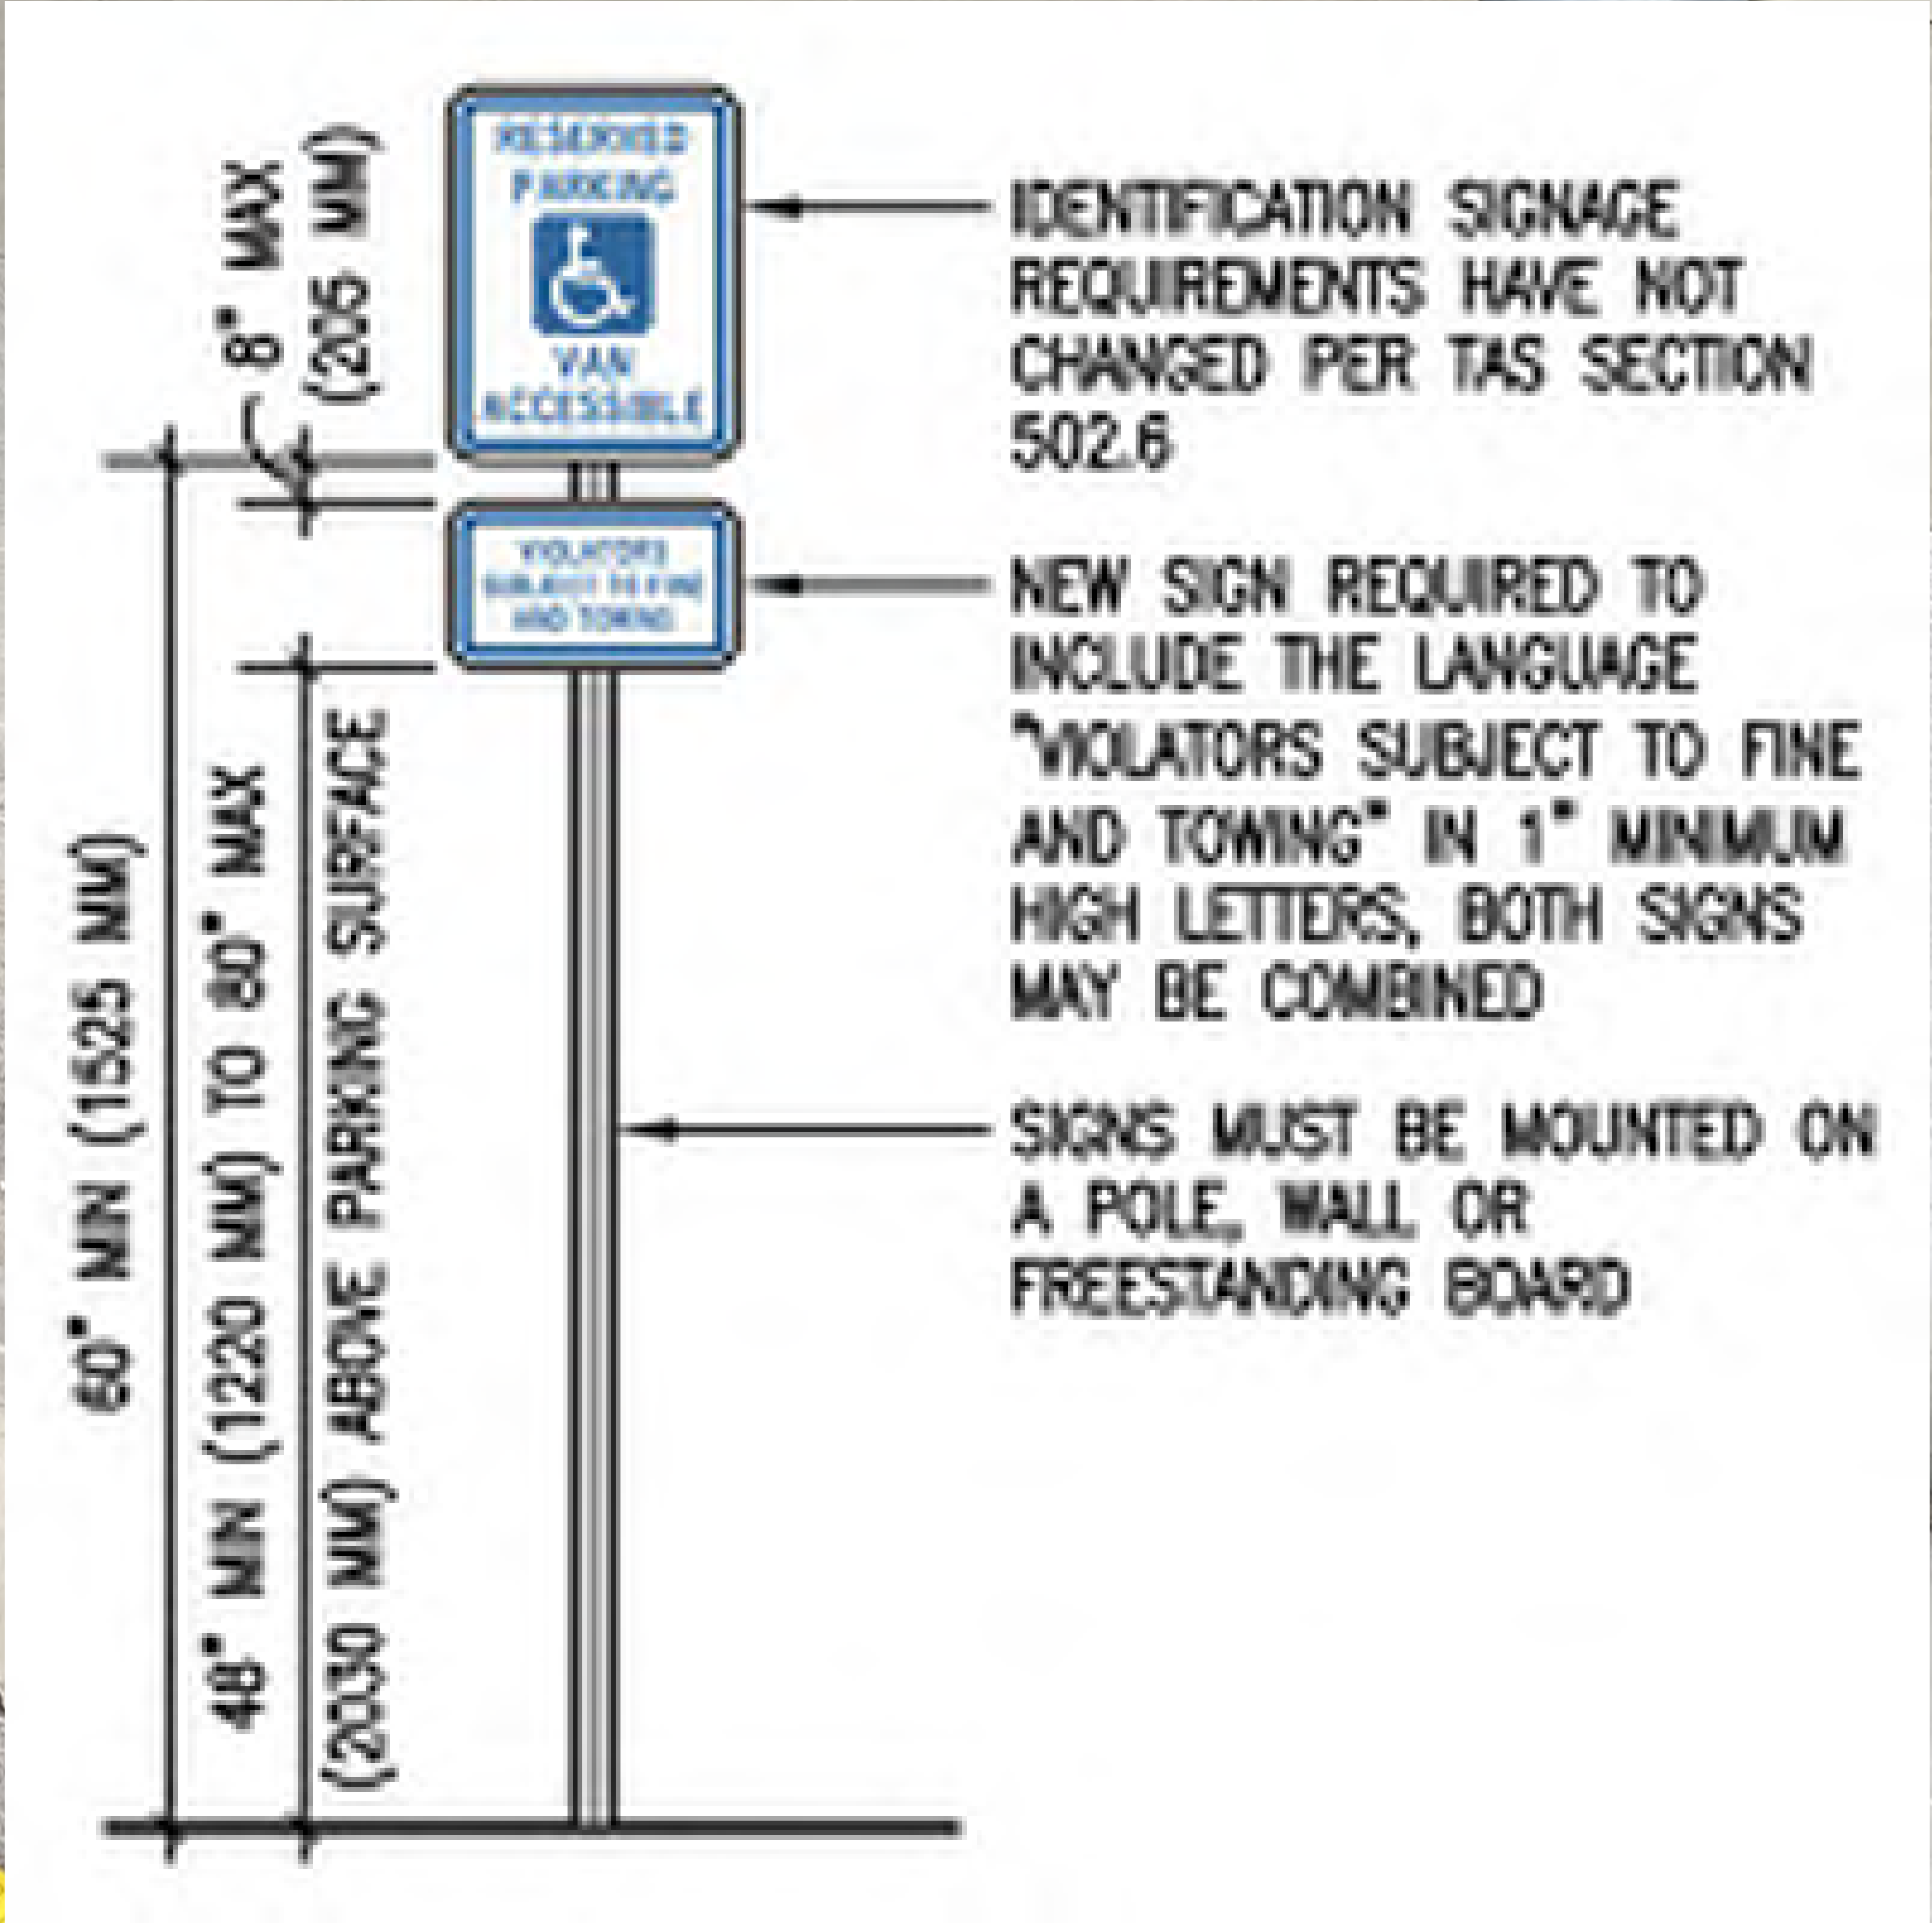 8" MAX
(205 MM)
RESERVED
PARKING
VAN
ACCESSIBLE
VIOLATORS
SUBJECT TO FINE
AND TOWING
60" MIN (1525 MM)
48" MIN (1220 MM) TO 80" MAX
(2030 MM) ABOVE PARKING SURFACE
IDENTIFICATION SIGNAGE
REQUIREMENTS HAVE NOT
CHANGED PER TAS SECTION
502.6
NEW SIGN REQUIRED TO
INCLUDE THE LANGUAGE
"VIOLATORS SUBJECT TO FINE
AND TOWING" IN 1" MINIMUM
HIGH LETTERS, BOTH SIGNS
MAY BE COMBINED
SIGNS MUST BE MOUNTED ON
A POLE, WALL OR
FREESTANDING BOARD